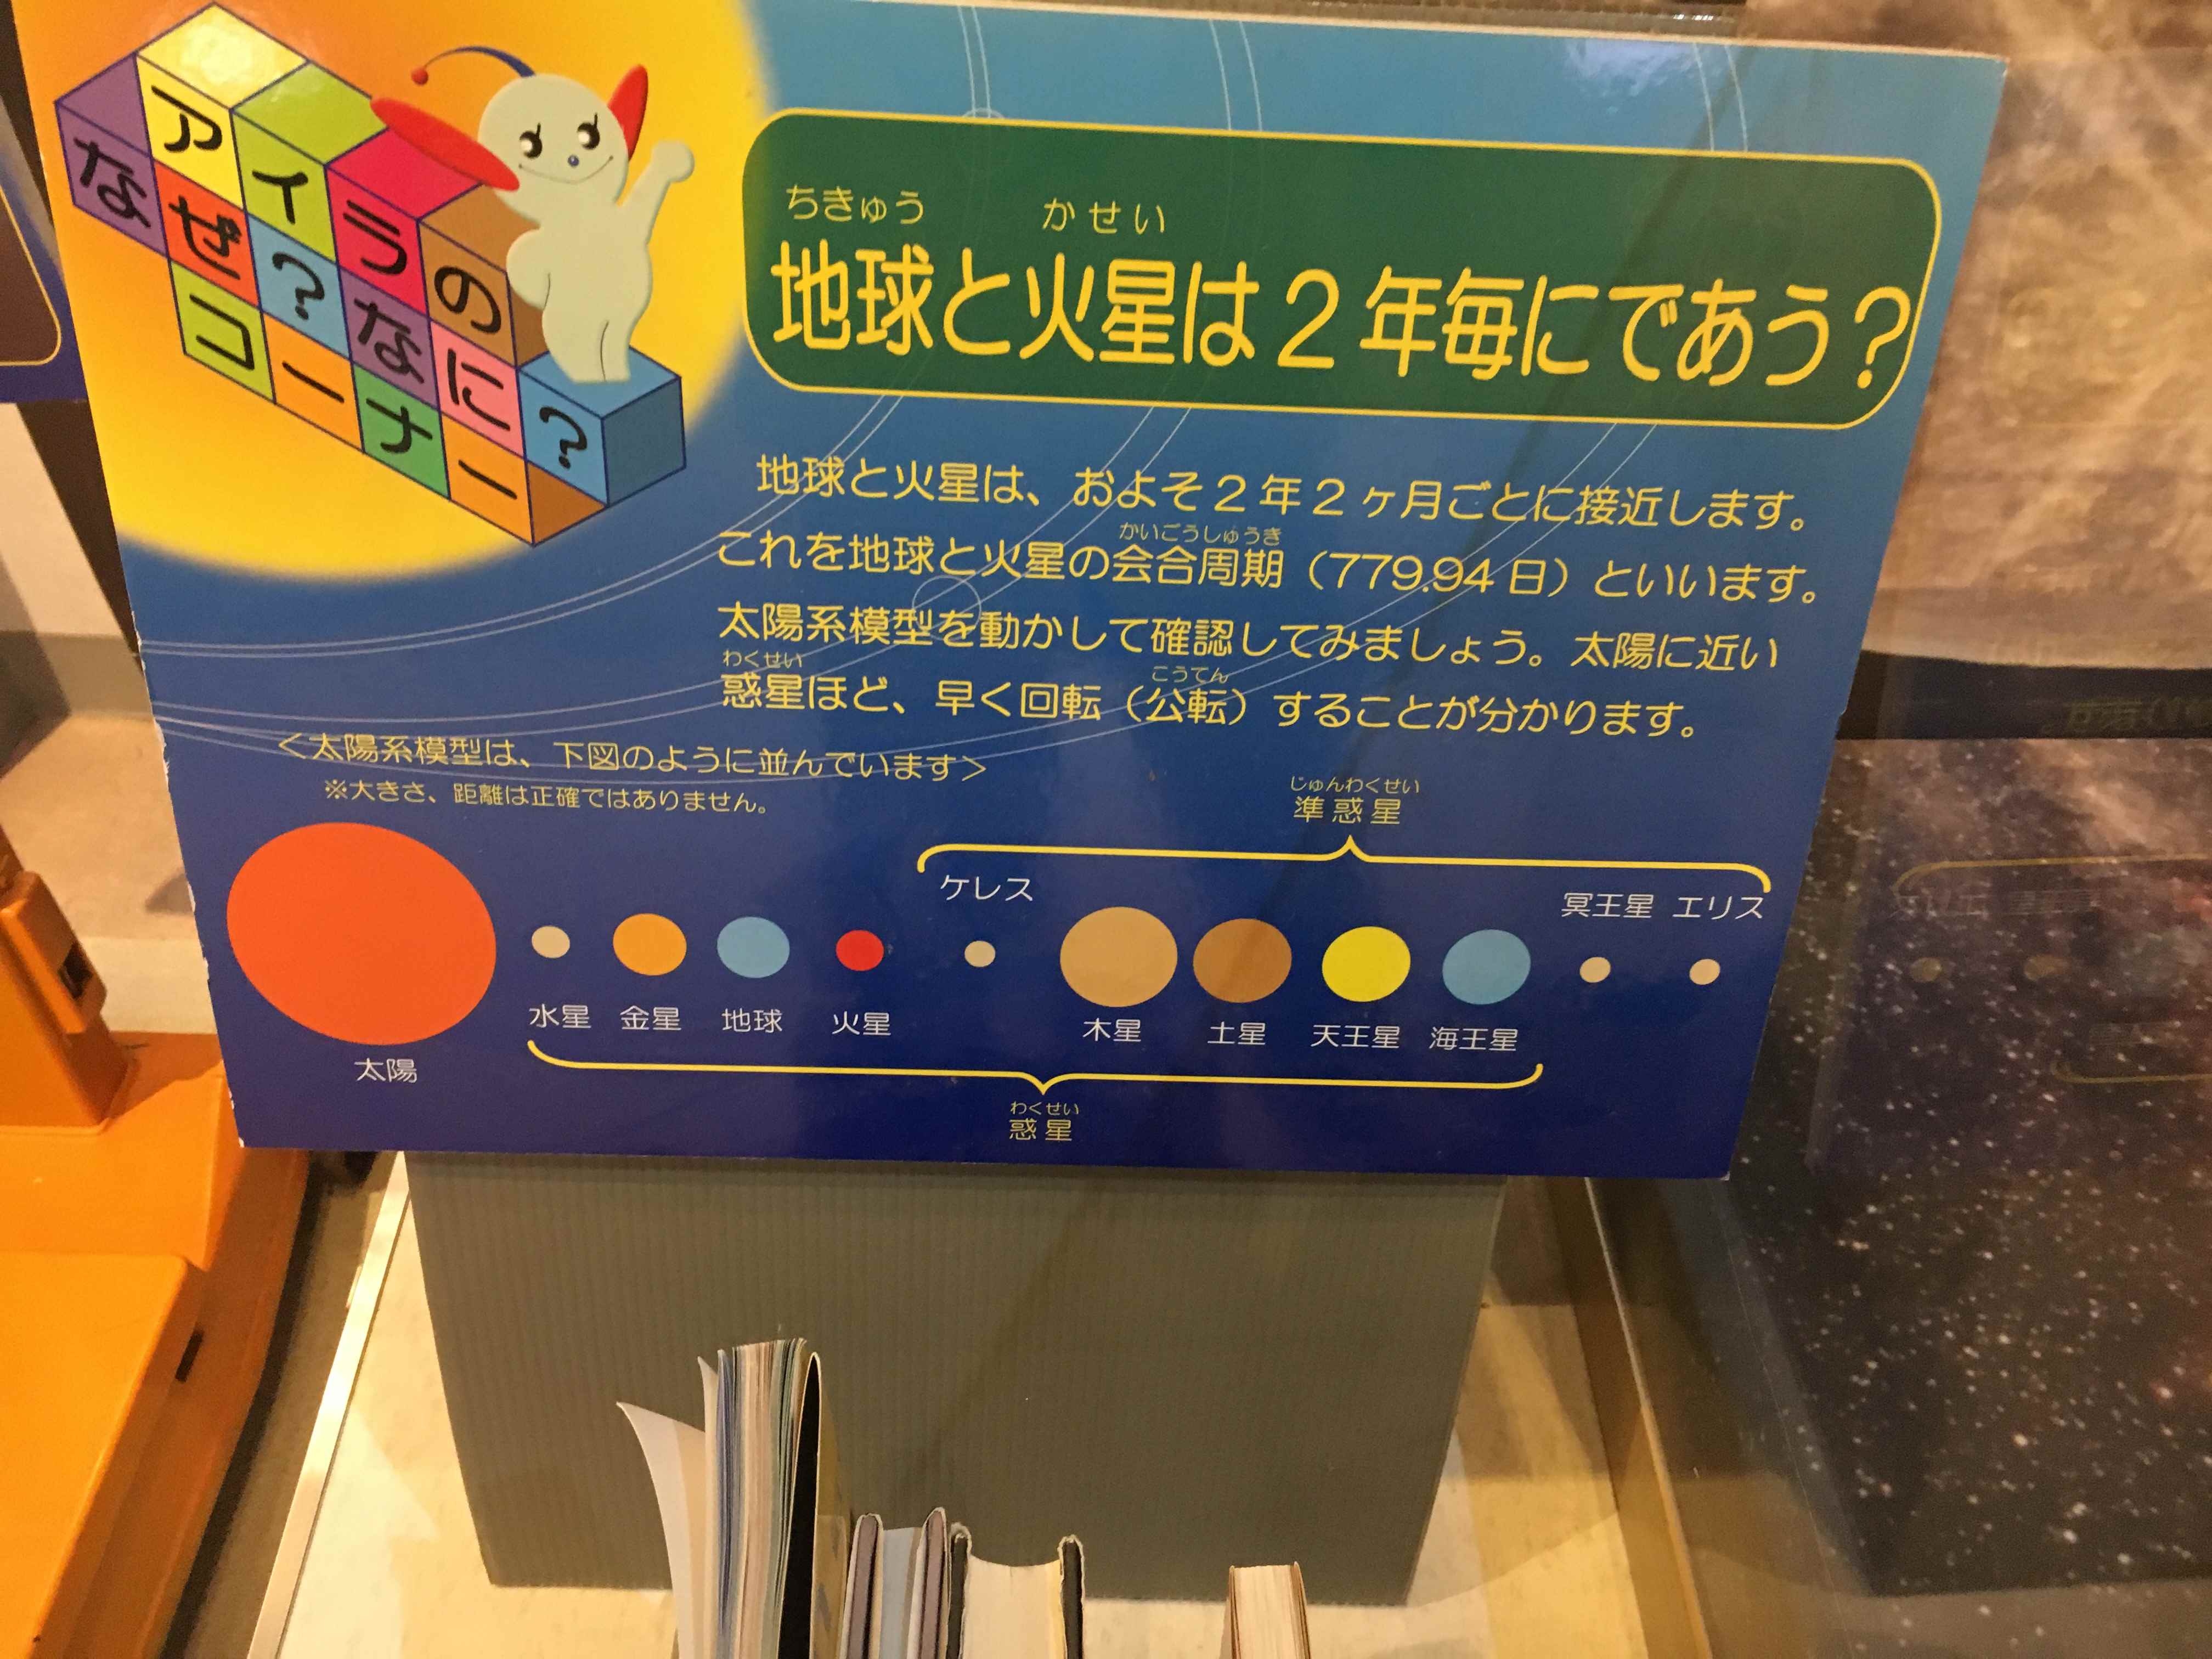 アイラの
なぜ?なに?
コーナー
ちきゅう かせい
地球と火星は2年毎にであう?
地球と火星は、およそ2年2ヶ月ごとに接近します。
かいごうしゅうき
これを地球と火星の会合周期(779.94日)といいます。
太陽系模型を動かして確認してみましょう。太陽に近い
わくせい こうてん
惑星ほど、早く回転(公転)することが分かります。
<太陽系模型は、下図のように並んでいます>
※大きさ、距離は正確ではありません。
じゅんわくせい
準惑星
ケレス 冥王星 エリス
水星 金星 地球 火星 木星 土星 天王星 海王星
太陽
わくせい
惑星